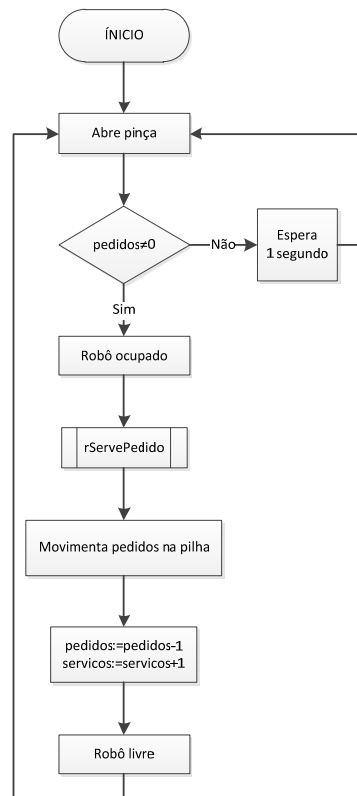 ÍNICIO
Abre pinça
pedidos≠0
Não
Espera
1 segundo
Sim
Robô ocupado
rServePedido
Movimenta pedidos na pilha
pedidos:=pedidos-1
servicos:=servicos+1
Robô livre